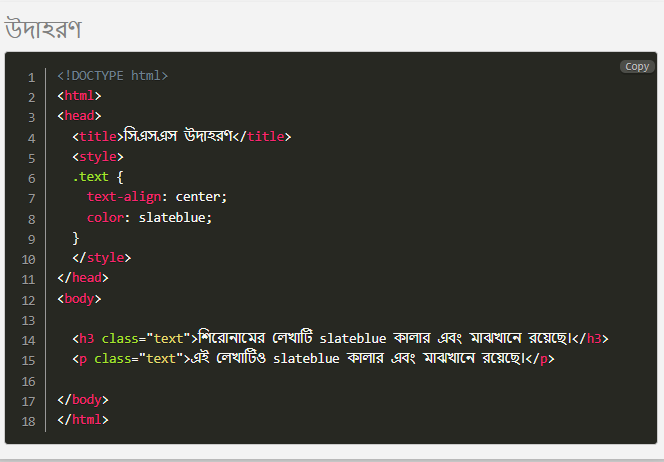 উদাহরণ
Copy
1 <!DOCTYPE html>
2 <html>
3 <head>
4   <title>সিএসএস উদাহরণ</title>
5   <style>
6   .text {
7     text-align: center;
8     color: slateblue;
9   }
10   </style>
11 </head>
12 <body>
13
14   <h3 class="text">শিরোনামের লেখাটি slateblue কালার এবং মাঝখানে রয়েছে।</h3>
15   <p class="text">এই লেখাটিও slateblue কালার এবং মাঝখানে রয়েছে।</p>
16
17 </body>
18 </html>